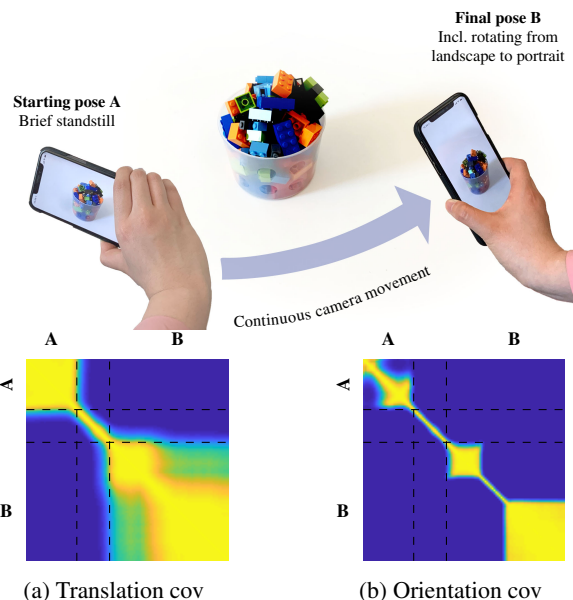 Final pose B
Incl. rotating from
landscape to portrait
Starting pose A
Brief standstill
Continuous camera movement
A
B
A
B
A
B
A
B
(a) Translation cov
(b) Orientation cov